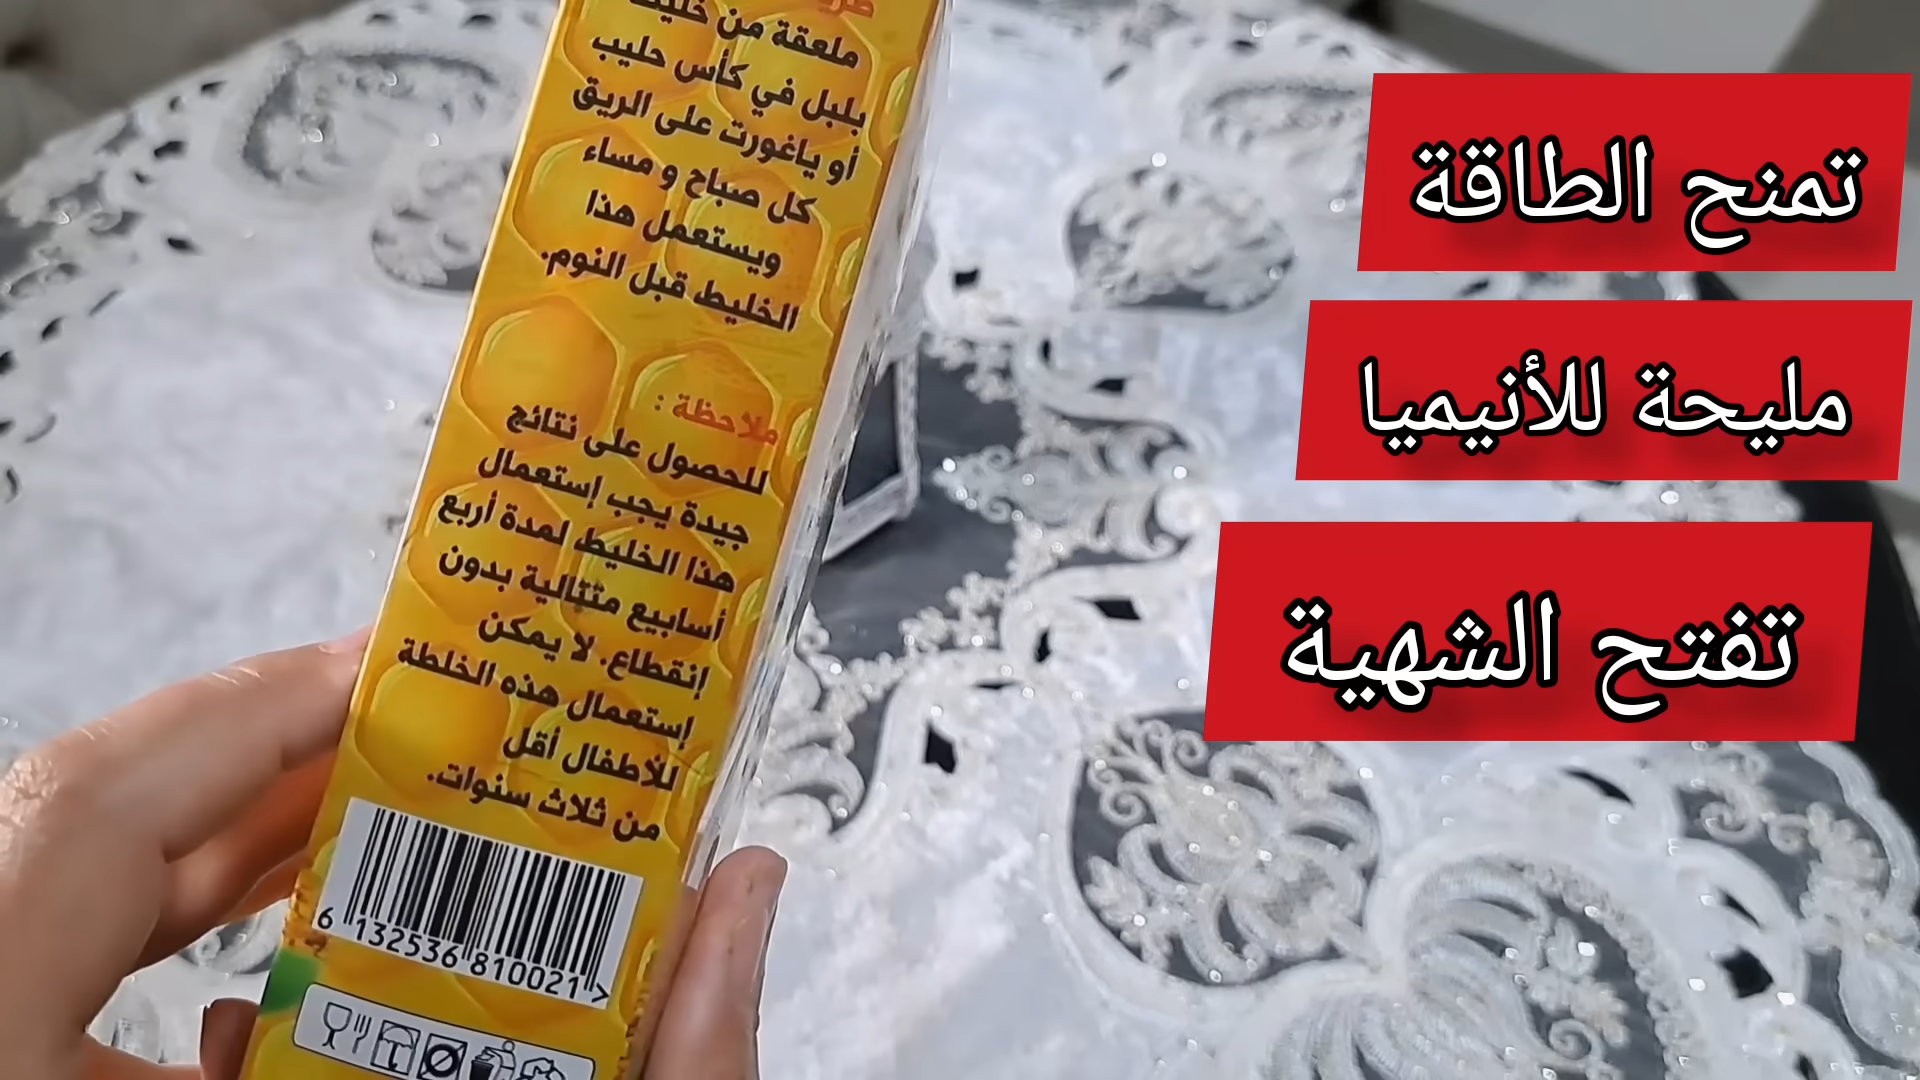 ملعقة من خليط
بلبل في كأس حليب
أو ياغورت على الريق
كل صباح و مساء
ويستعمل هذا
الخليط قبل النوم.
ملاحظة :
للحصول على نتائج
جيدة يجب إستعمال
هذا الخليط لمدة أربع
أسابيع متتالية بدون
إنقطاع. لا يمكن
إستعمال هذه الخلطة
للأطفال أقل
من ثلاث سنوات.
6 132536 810021 >
تمنح الطاقة
مليحة للأنيميا
تفتح الشهية